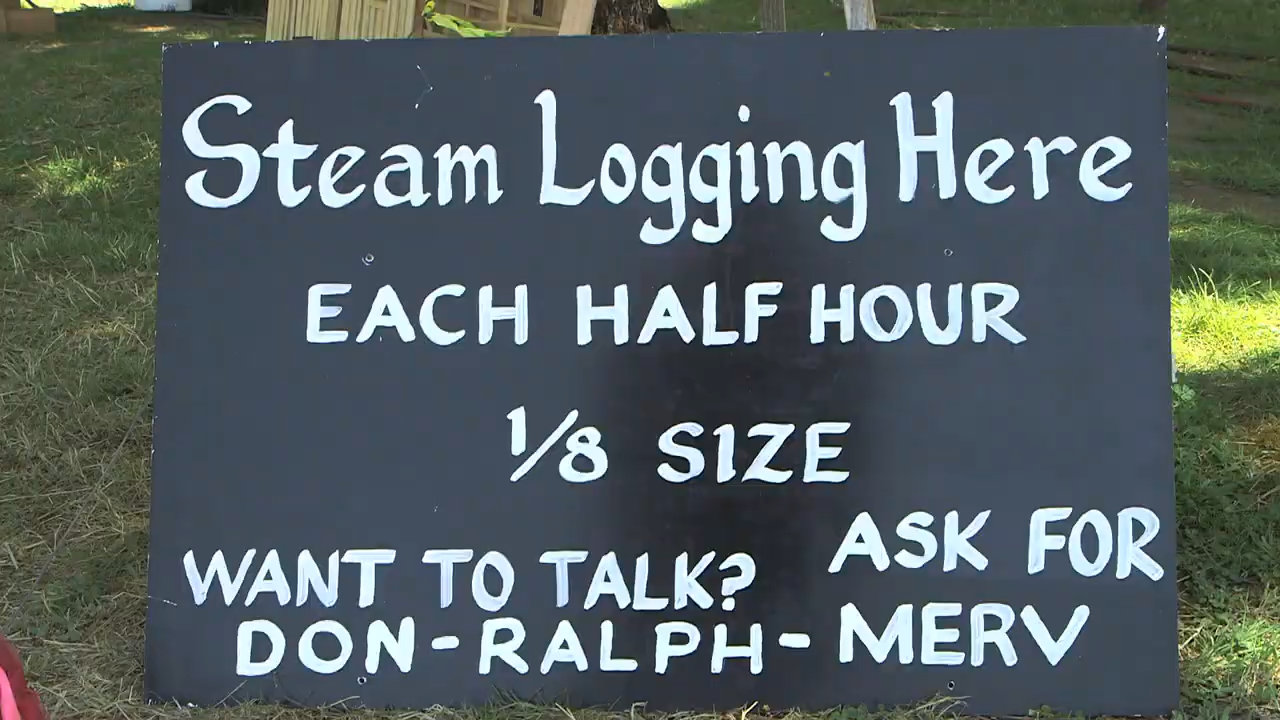 Steam Logging Here
EACH HALF HOUR
1/8 SIZE
WANT TO TALK? ASK FOR
DON-RALPH-MERV